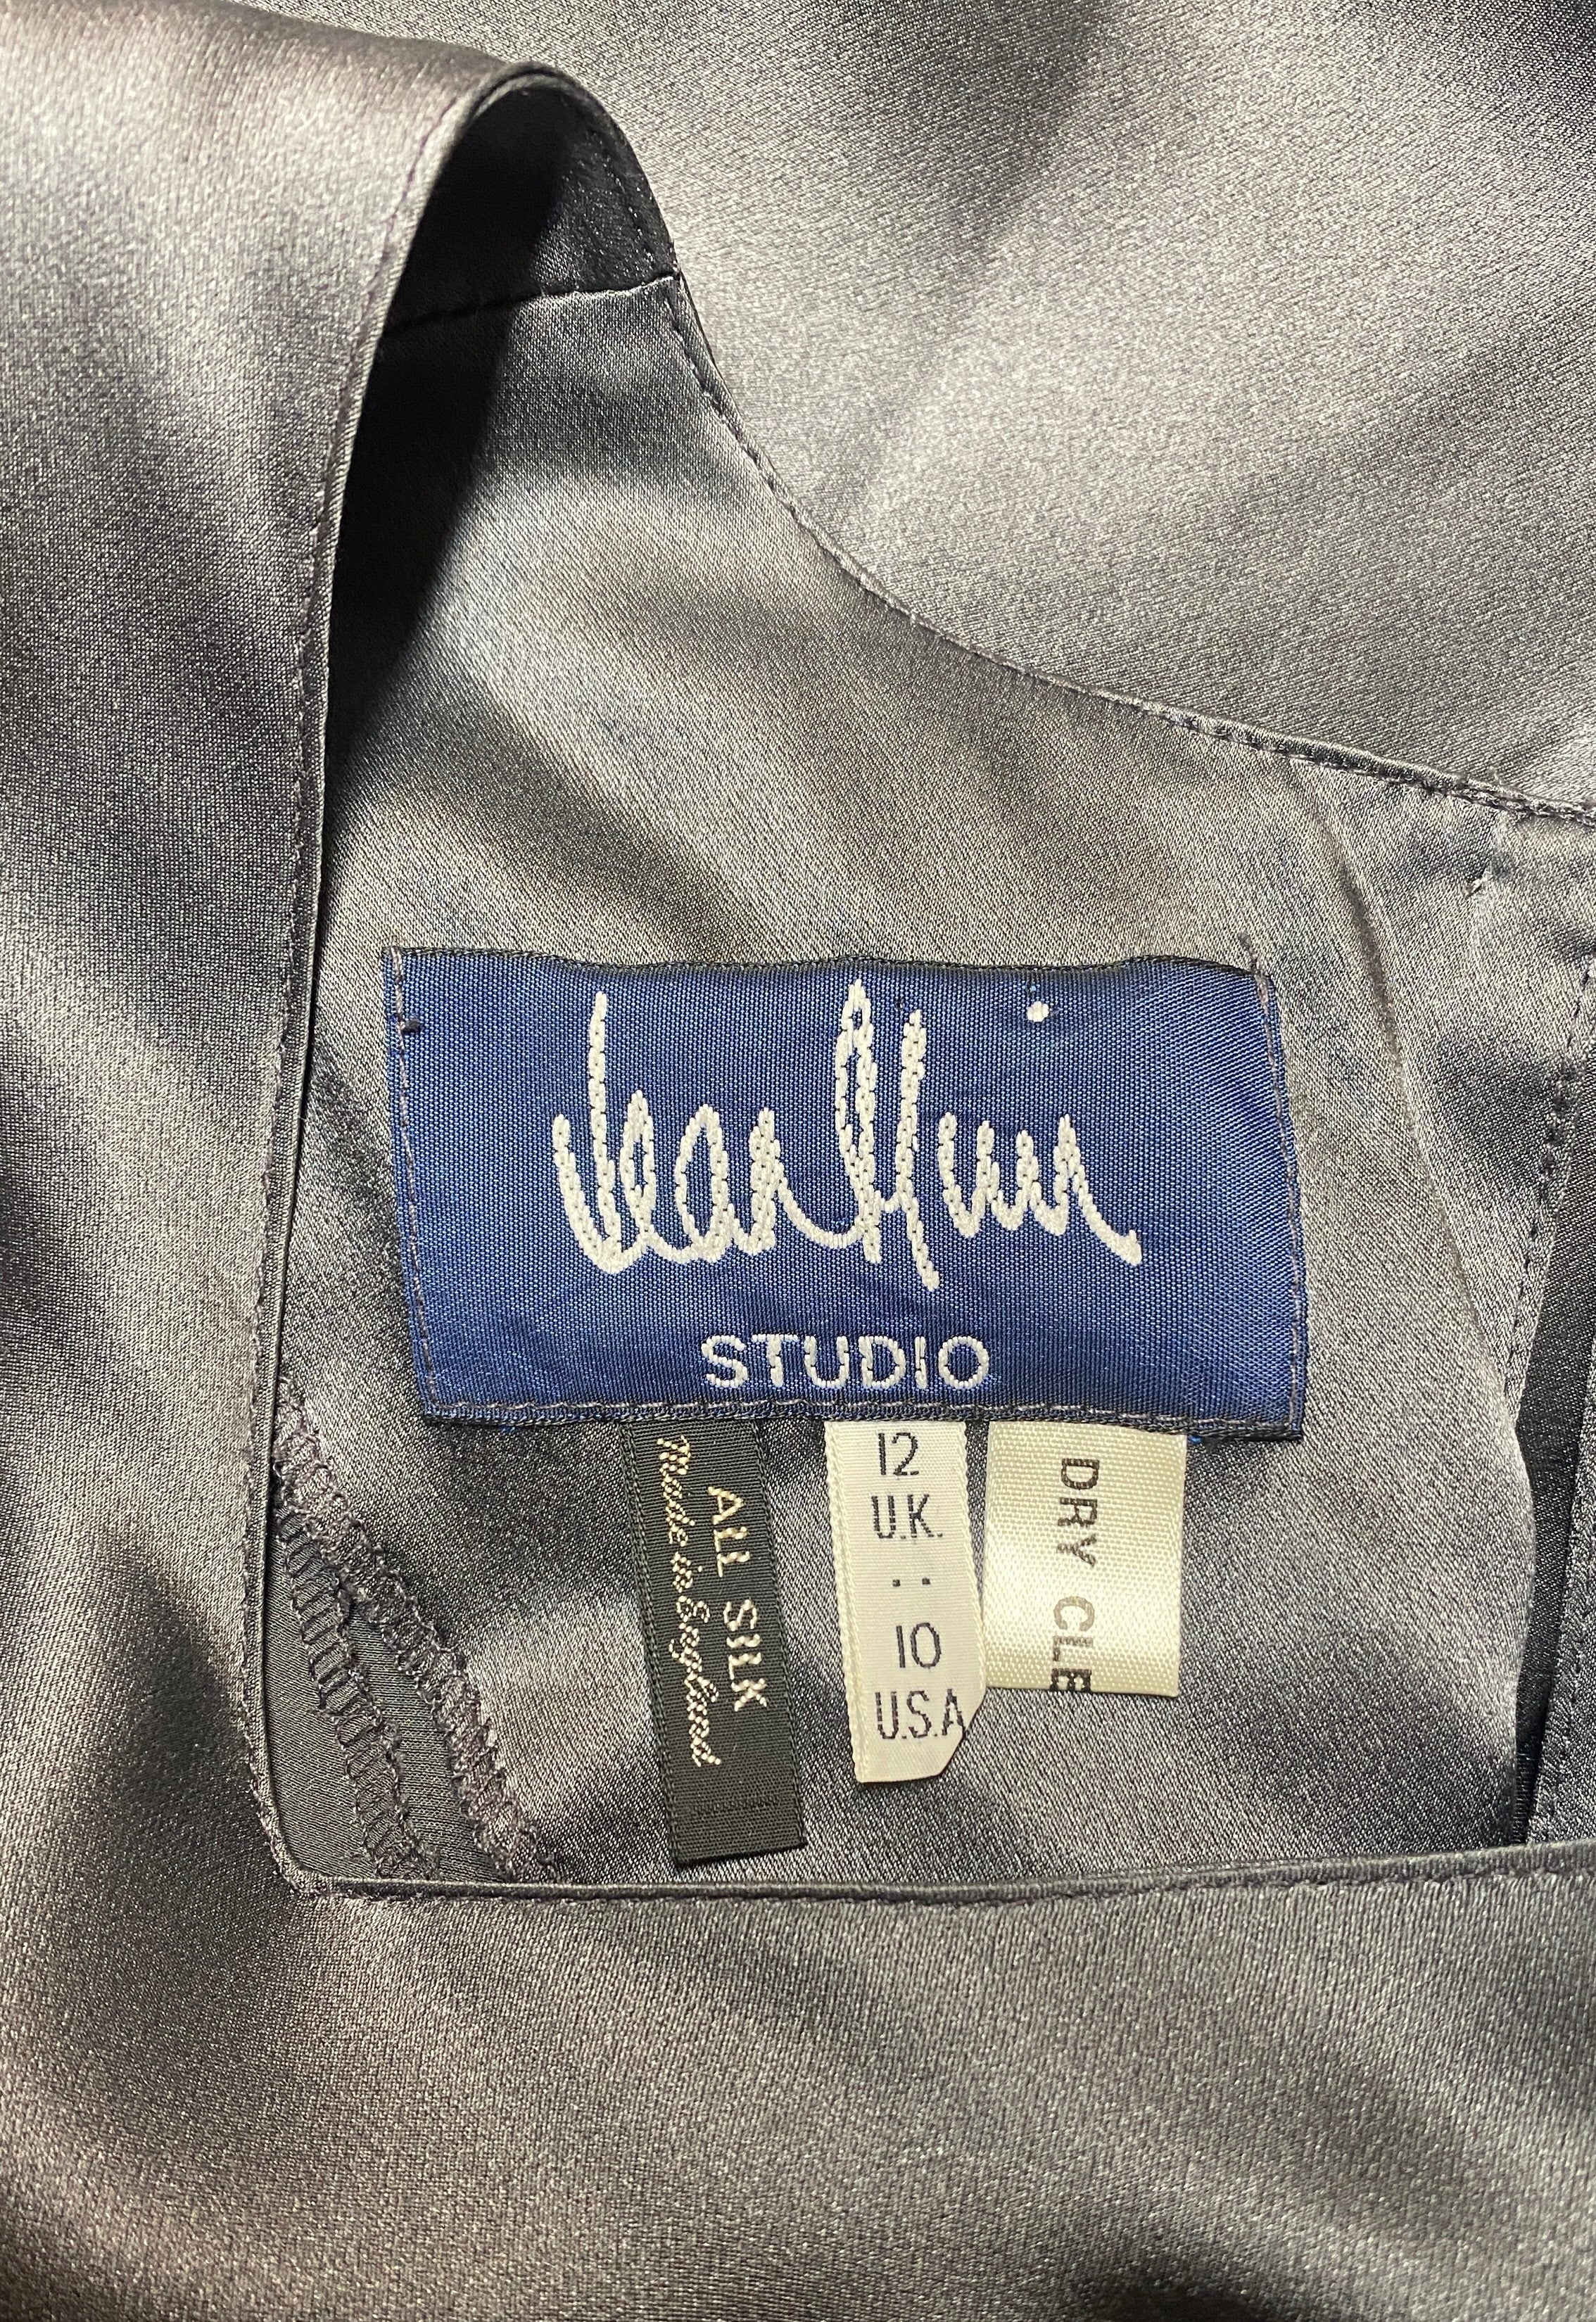 Jean Muir
STUDIO
ALL SILK
Made in England
12
U.K.
..
10
U.S.A
DRY CLE